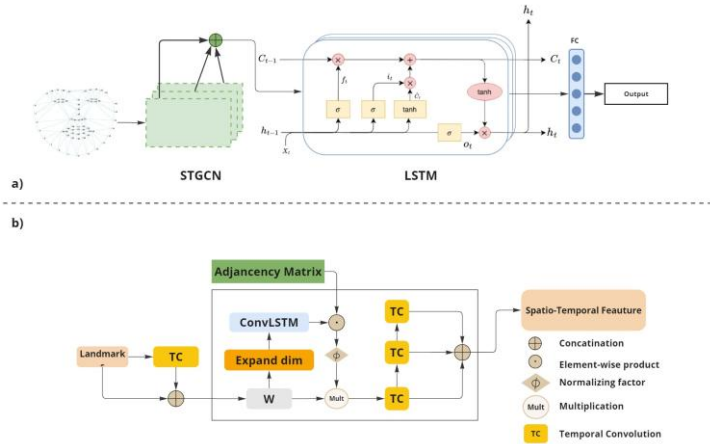 h_t
C_{t-1}
C_t
FC
f_t
i_t
tanh
σ
σ
tanh
σ
Output
h_{t-1}
x_t
o_t
h_t
STGCN
LSTM
a)
b)
Adjancency Matrix
ConvLSTM
TC
Spatio-Temporal Feauture
Landmark
TC
Expand dim
ϕ
TC
Concatination
Element-wise product
ϕ
Normalizing factor
W
Mult
TC
Mult
Multiplication
TC
Temporal Convolution